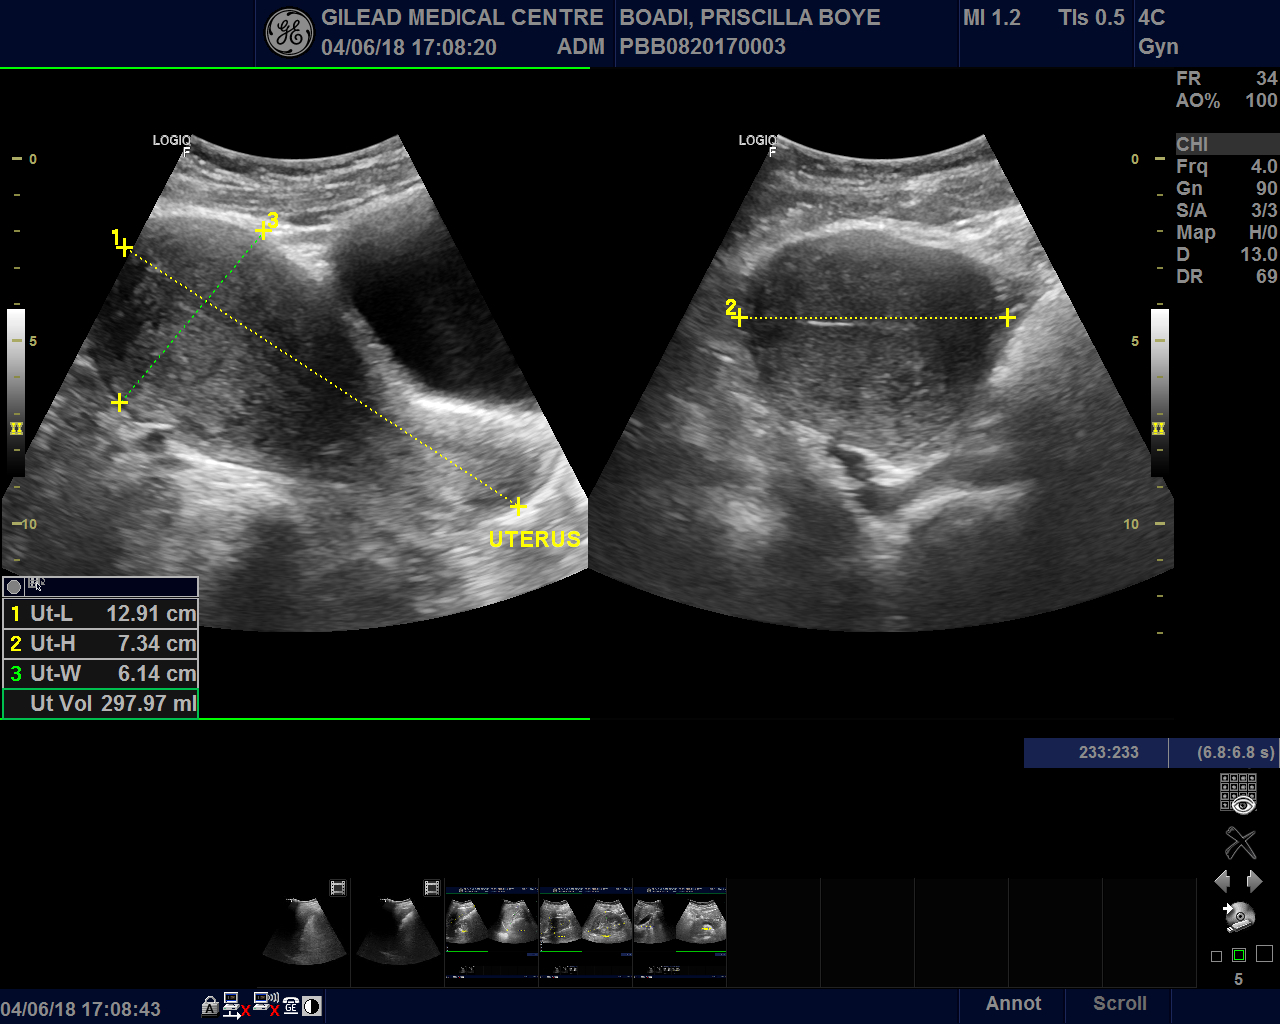 GILEAD MEDICAL CENTRE
04/06/18 17:08:20 ADM
BOADI, PRISCILLA BOYE
PBB0820170003
MI 1.2 TIs 0.5
4C
Gyn
FR 34
AO% 100
CHI
Frq 4.0
Gn 90
S/A 3/3
Map H/0
D 13.0
DR 69
LOGIQ
F
LOGIQ
F
0
5
10
0
5
10
1
3
2
UTERUS
1 Ut-L 12.91 cm
2 Ut-H 7.34 cm
3 Ut-W 6.14 cm
Ut Vol 297.97 ml
233:233 (6.8:6.8 s)
5
04/06/18 17:08:43
A
GE
Annot Scroll